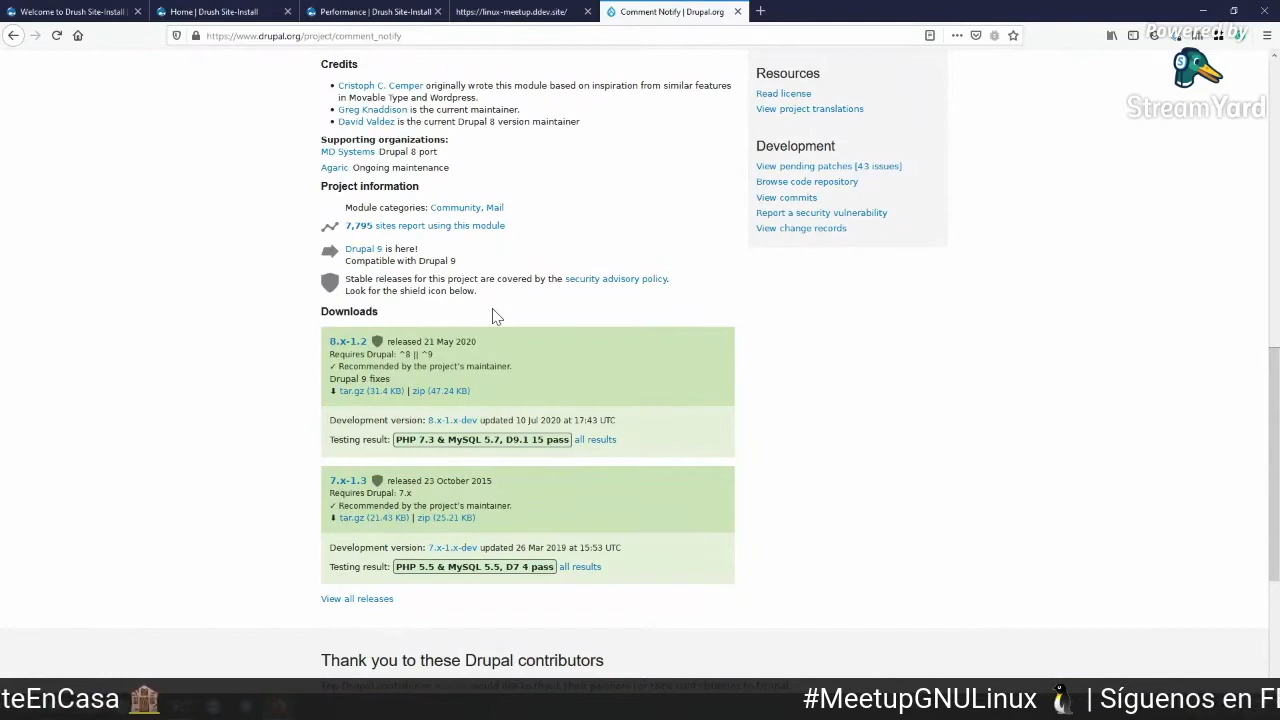 Welcome to Drush Site-Install
Home | Drush Site-Install
Performance | Drush Site-Install
https://linux-meetup.ddev.site/
Comment Notify | Drupal.org
https://www.drupal.org/project/comment_notify
Powered by
StreamYard
Credits
Cristoph C. Cemper originally wrote this module based on inspiration from similar features
in Movable Type and Wordpress.
Greg Knaddison is the current maintainer.
David Valdez is the current Drupal 8 version maintainer
Supporting organizations:
MD Systems Drupal 8 port
Agaric Ongoing maintenance
Project information
Module categories: Community, Mail
7,795 sites report using this module
Drupal 9 is here!
Compatible with Drupal 9
Stable releases for this project are covered by the security advisory policy.
Look for the shield icon below.
Downloads
8.x-1.2 released 21 May 2020
Requires Drupal: ^8 || ^9
✓ Recommended by the project's maintainer.
Drupal 9 fixes
tar.gz (31.4 KB) | zip (47.24 KB)
Development version: 8.x-1.x-dev updated 10 Jul 2020 at 17:43 UTC
Testing result: PHP 7.3 & MySQL 5.7, D9.1 15 pass all results
7.x-1.3 released 23 October 2015
Requires Drupal: 7.x
✓ Recommended by the project's maintainer.
tar.gz (21.43 KB) | zip (25.21 KB)
Development version: 7.x-1.x-dev updated 26 Mar 2019 at 15:53 UTC
Testing result: PHP 5.5 & MySQL 5.5, D7 4 pass all results
View all releases
Resources
Read license
View project translations
Development
View pending patches [43 issues]
Browse code repository
View commits
Report a security vulnerability
View change records
Thank you to these Drupal contributors
teEnCasa
#MeetupGNULinux | Síguenos en F